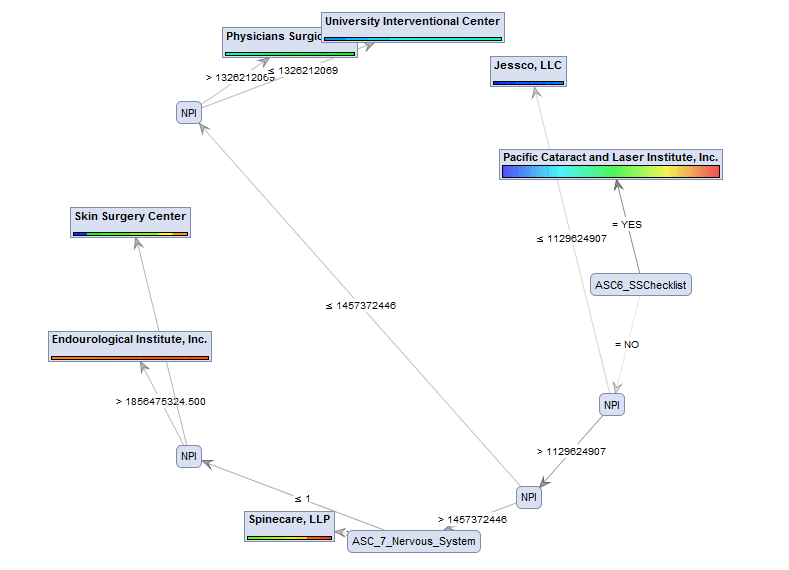 University Interventional Center
Physicians
> 1326212069
≤ 1326212069
Jessco, LLC
NPI
Pacific Cataract and Laser Institute, Inc.
Skin Surgery Center
= YES
≤ 1129624907
ASC6_SSChecklist
≤ 1457372446
Endourological Institute, Inc.
= NO
> 1856475324.500
NPI
> 1129624907
NPI
NPI
≤ 1
Spinecare, LLP
> 1457372446
ASC_7_Nervous_System